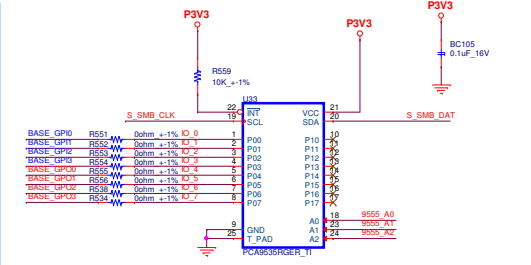 P3V3
P3V3
P3V3
R559
10K_+-1%
BC105
0.1uF_16V
U33
S_SMB_CLK
22 INT VCC 21
19 SCL SDA 20
S_SMB_DAT
BASE_GPI0 R551 0ohm_+-1% IO_0 1 P00 P10 10
BASE_GPI1 R552 0ohm_+-1% IO_1 2 P01 P11 11
BASE_GPI2 R553 0ohm_+-1% IO_2 3 P02 P12 12
BASE_GPI3 R554 0ohm_+-1% IO_3 4 P03 P13 13
BASE_GPO0 R555 0ohm_+-1% IO_4 5 P04 P14 14
BASE_GPO1 R556 0ohm_+-1% IO_5 6 P05 P15 15
BASE_GPO2 R538 0ohm_+-1% IO_6 7 P06 P16 16
BASE_GPO3 R534 0ohm_+-1% IO_7 8 P07 P17 17
A0 18 9555_A0
9 GND A1 23 9555_A1
25 T_PAD A2 24 9555_A2
PCA9535RGER_TI